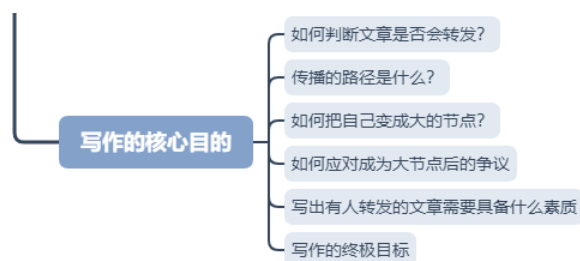 如何判断文章是否会转发？
传播的路径是什么？
如何把自己变成大的节点？
写作的核心目的
如何应对成为大节点后的争议
写出有人转发的文章需要具备什么素质
写作的终极目标